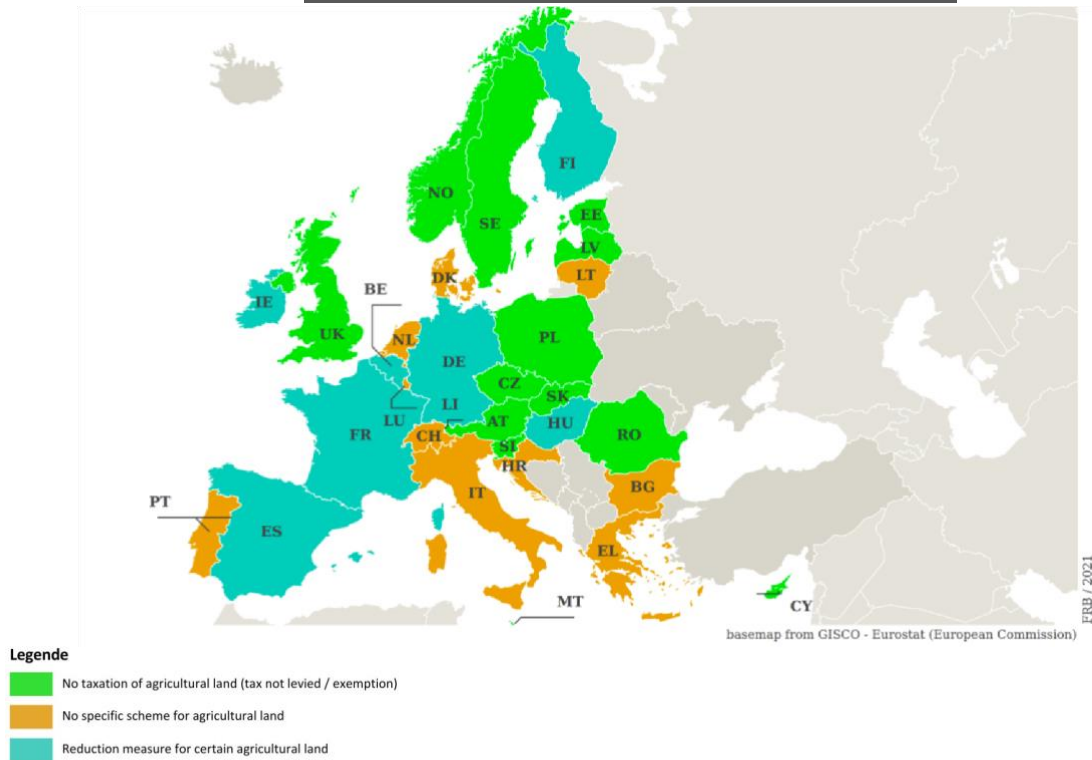 FI
NO
SE
EE
LV
LT
DK
BE
IE
UK
NL
DE
PL
CZ
SK
LU
LI
AT
HU
FR
CH
SI
HR
RO
IT
BG
PT
ES
EL
MT
CY
FRB / 2021
basemap from GISCO - Eurostat (European Commission)
Legende
No taxation of agricultural land (tax not levied / exemption)
No specific scheme for agricultural land
Reduction measure for certain agricultural land